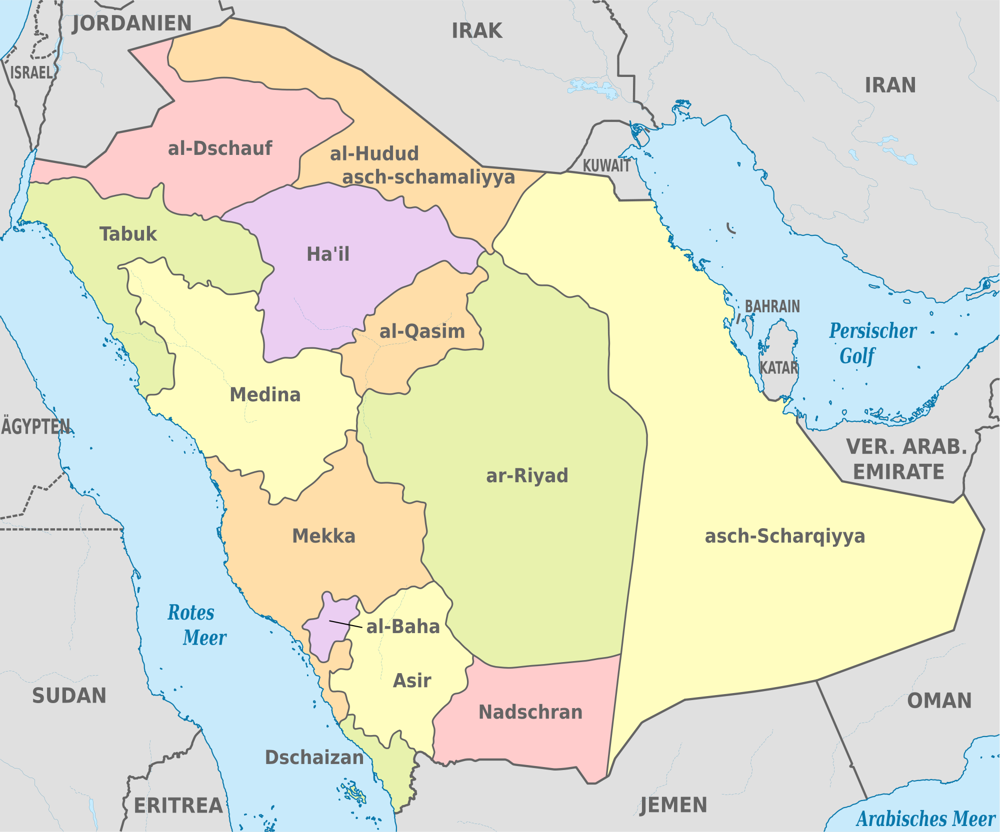 JORDANIEN
IRAK
ISRAEL
IRAN
al-Dschauf
al-Hudud
asch-schamaliyya
KUWAIT
Tabuk
Ha'il
BAHRAIN
al-Qasim
Persischer
Golf
KATAR
Medina
ÄGYPTEN
VER. ARAB.
EMIRATE
ar-Riyad
Mekka
asch-Scharqiyya
Rotes
Meer
al-Baha
Asir
SUDAN
OMAN
Nadschran
Dschaizan
ERITREA
JEMEN
Arabisches Meer